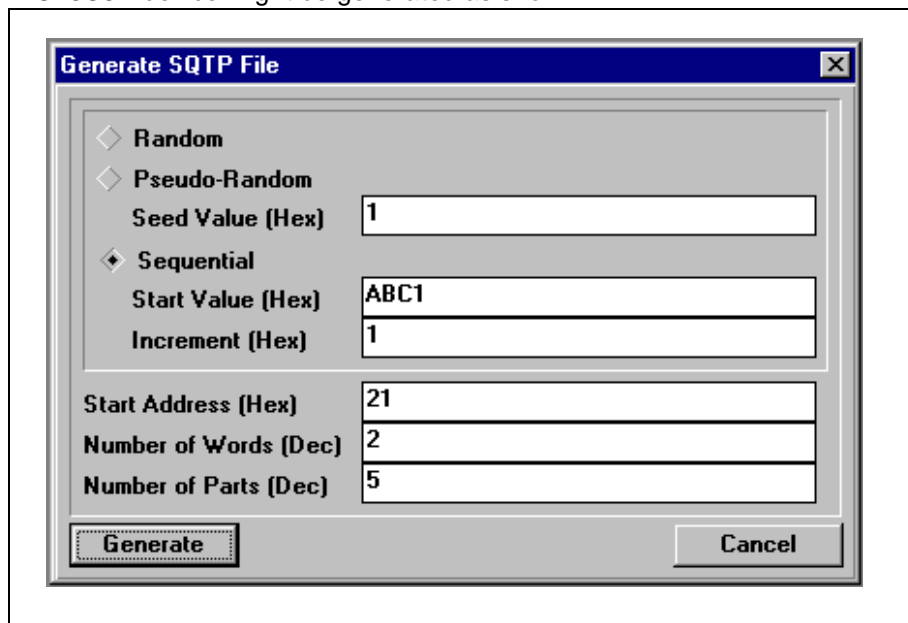 Generate SQTP File
Random
Pseudo-Random
Seed Value (Hex) 1
Sequential
Start Value (Hex) ABC1
Increment (Hex) 1
Start Address (Hex) 21
Number of Words (Dec) 2
Number of Parts (Dec) 5
Generate Cancel